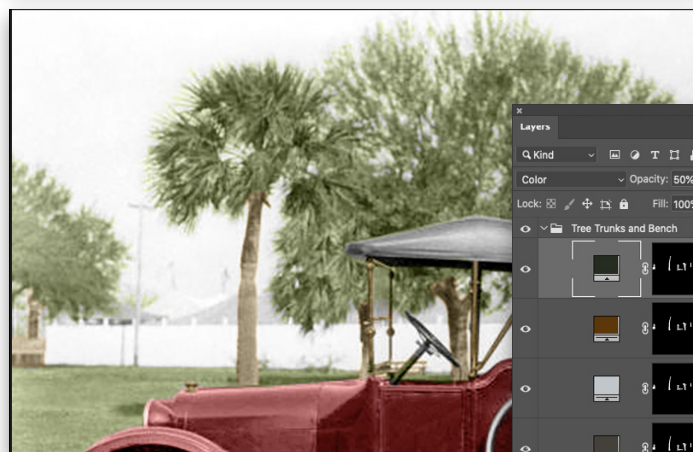 Layers
Kind
Color
Opacity: 50%
Lock:
Fill: 100%
Tree Trunks and Bench